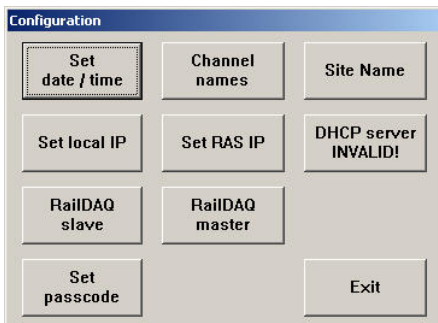 Configuration
Set
date / time
Channel
names
Site Name
Set local IP
Set RAS IP
DHCP server
INVALID!
RailDAQ
slave
RailDAQ
master
Set
passcode
Exit